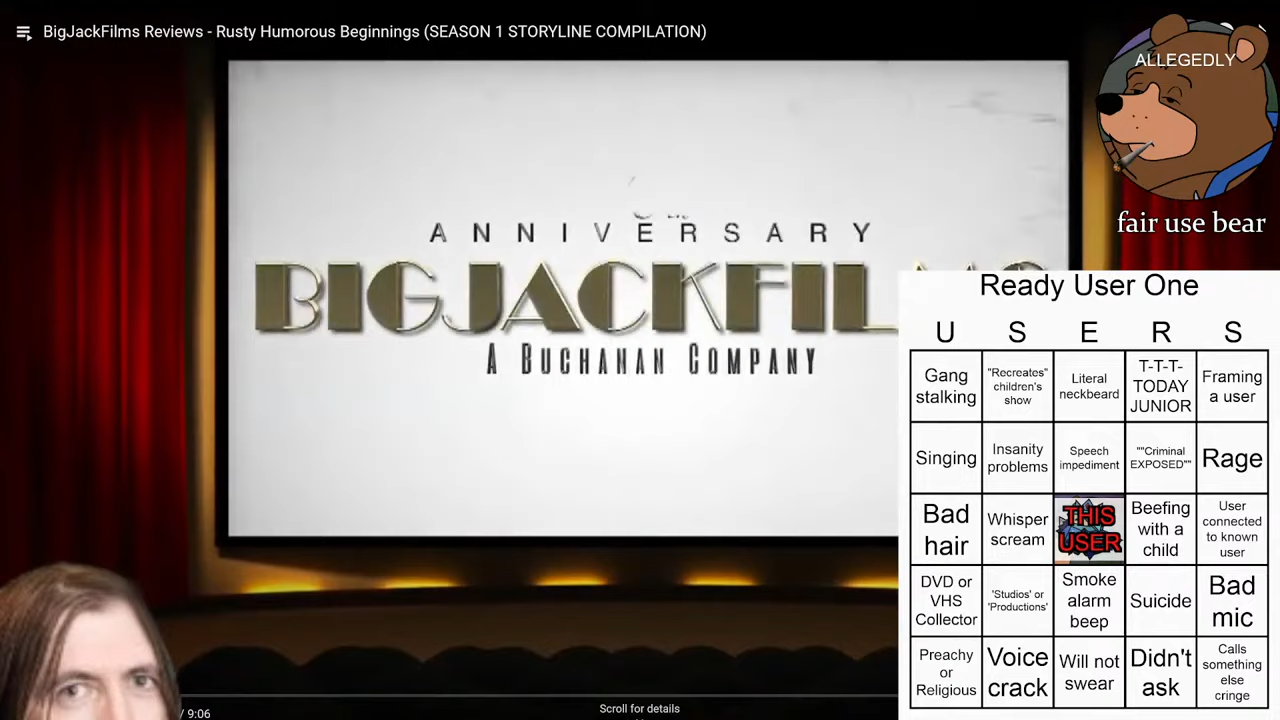 BigJackFilms Reviews - Rusty Humorous Beginnings (SEASON 1 STORYLINE COMPILATION)
ALLEGEDLY
fair use bear
ANNIVERSARY
BIGJACKFIL
A BUCHANAN COMPANY
Ready User One
U S E R S
Gang stalking
"Recreates" children's show
Literal neckbeard
T-T-T-TODAY JUNIOR
Framing a user
Singing
Insanity problems
Speech impediment
""Criminal EXPOSED""
Rage
Bad hair
Whisper scream
THIS USER
Beefing with a child
User connected to known user
DVD or VHS Collector
'Studios' or 'Productions'
Smoke alarm beep
Suicide
Bad mic
Preachy or Religious
Voice crack
Will not swear
Didn't ask
Calls something else cringe
/ 9:06
Scroll for details